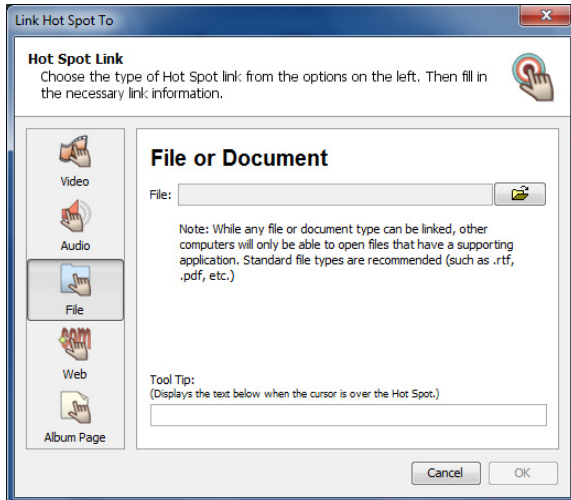 Link Hot Spot To
Hot Spot Link
Choose the type of Hot Spot link from the options on the left. Then fill in
the necessary link information.
Video
Audio
File
Web
Album Page
File or Document
File:
Note: While any file or document type can be linked, other
computers will only be able to open files that have a supporting
application. Standard file types are recommended (such as .rtf,
.pdf, etc.)
Tool Tip:
(Displays the text below when the cursor is over the Hot Spot.)
Cancel
OK